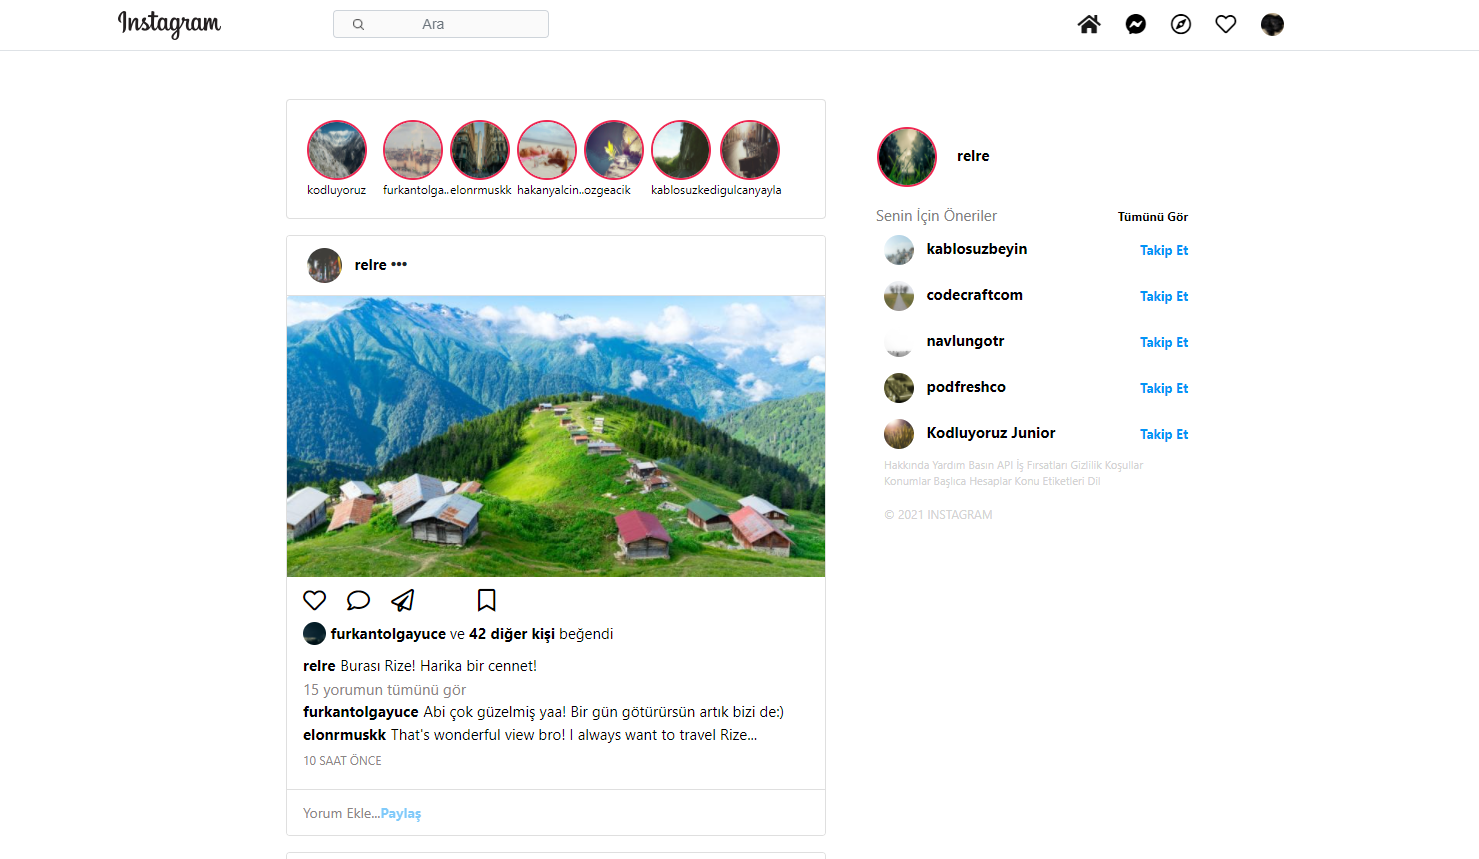 Instagram
Ara
kodluyoruz furkantolga.. elonrmuskk hakanyalcin.. ozgeacik kablosuzkedi gulcanyayla
relre •••
furkantolgayuce ve 42 diğer kişi beğendi
relre Burası Rize! Harika bir cennet!
15 yorumun tümünü gör
furkantolgayuce Abi çok güzelmiş yaa! Bir gün götürürsün artık bizi de:)
elonrmuskk That's wonderful view bro! I always want to travel Rize...
10 SAAT ÖNCE
Yorum Ekle...Paylaş
relre
Senin İçin Öneriler Tümünü Gör
kablosuzbeyin Takip Et
codecraftcom Takip Et
navlungotr Takip Et
podfreshco Takip Et
Kodluyoruz Junior Takip Et
Hakkında Yardım Basın API İş Fırsatları Gizlilik Koşullar
Konumlar Başlıca Hesaplar Konu Etiketleri Dil
© 2021 INSTAGRAM